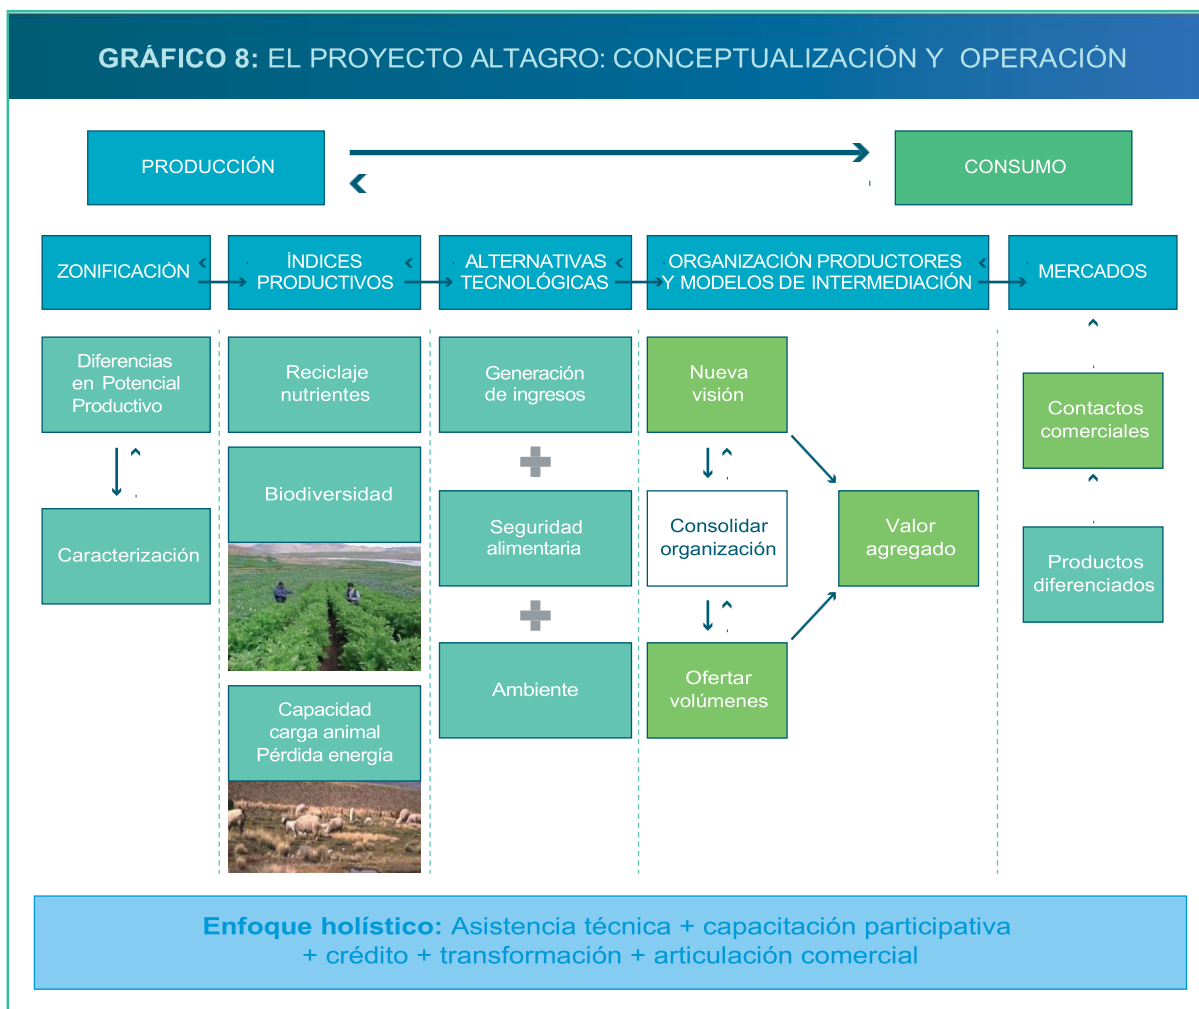 GRÁFICO 8: EL PROYECTO ALTAGRO: CONCEPTUALIZACIÓN Y OPERACIÓN
PRODUCCIÓN
CONSUMO
ZONIFICACIÓN
ÍNDICES
PRODUCTIVOS
ALTERNATIVAS
TECNOLÓGICAS
ORGANIZACIÓN PRODUCTORES
Y MODELOS DE INTERMEDIACIÓN
MERCADOS
Diferencias
en Potencial
Productivo
Caracterización
Reciclaje
nutrientes
Biodiversidad
Capacidad
carga animal
Pérdida energía
Generación
de ingresos
Seguridad
alimentaria
Ambiente
Nueva
visión
Consolidar
organización
Ofertar
volúmenes
Valor
agregado
Contactos
comerciales
Productos
diferenciados
Enfoque holístico: Asistencia técnica + capacitación participativa
+ crédito + transformación + articulación comercial